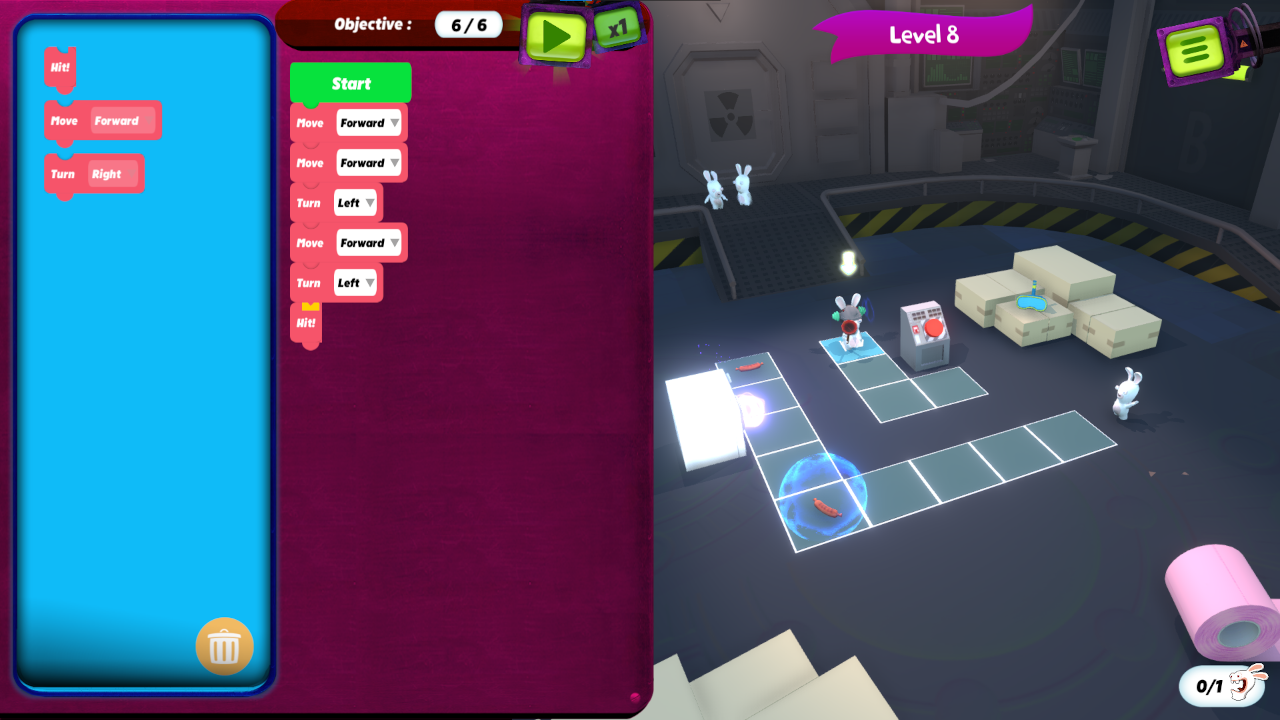 Objective : 6 / 6
x1
Level 8
Hit!
Move Forward
Turn Right
Start
Move Forward
Move Forward
Turn Left
Move Forward
Turn Left
Hit!
0/1